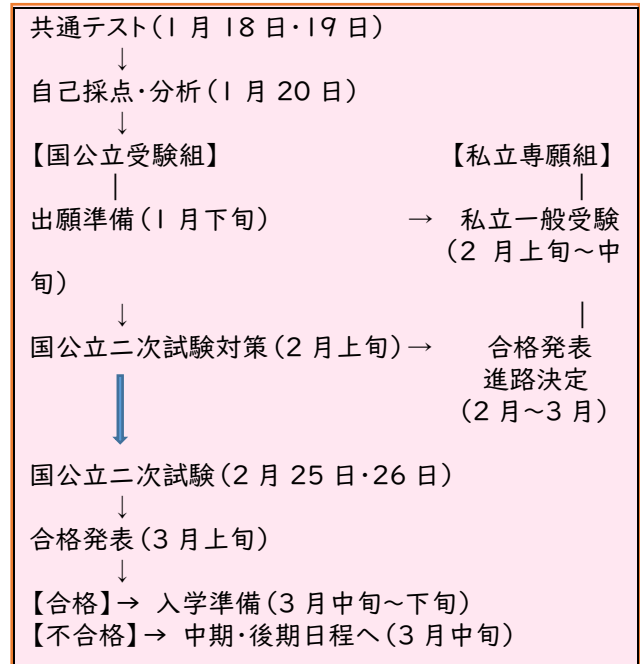 共通テスト(1月18日・19日)
↓
自己採点・分析(1月20日)
↓
【国公立受験組】 【私立専願組】
| |
出願準備(1月下旬) → 私立一般受験
(2 月上旬～中
旬)
↓ |
国公立二次試験対策(2月上旬)→ 合格発表
進路決定
(2月～3月)
国公立二次試験(2月25日・26日)
↓
合格発表(3月上旬)
↓
【合格】→ 入学準備(3月中旬～下旬)
【不合格】→ 中期・後期日程へ(3月中旬)